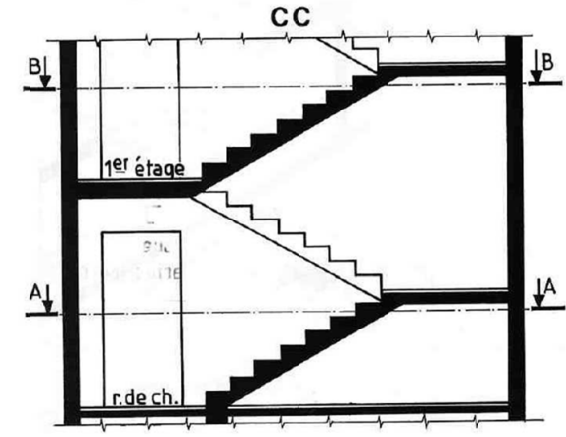 CC
B B
1er étage
A A
r.de ch.